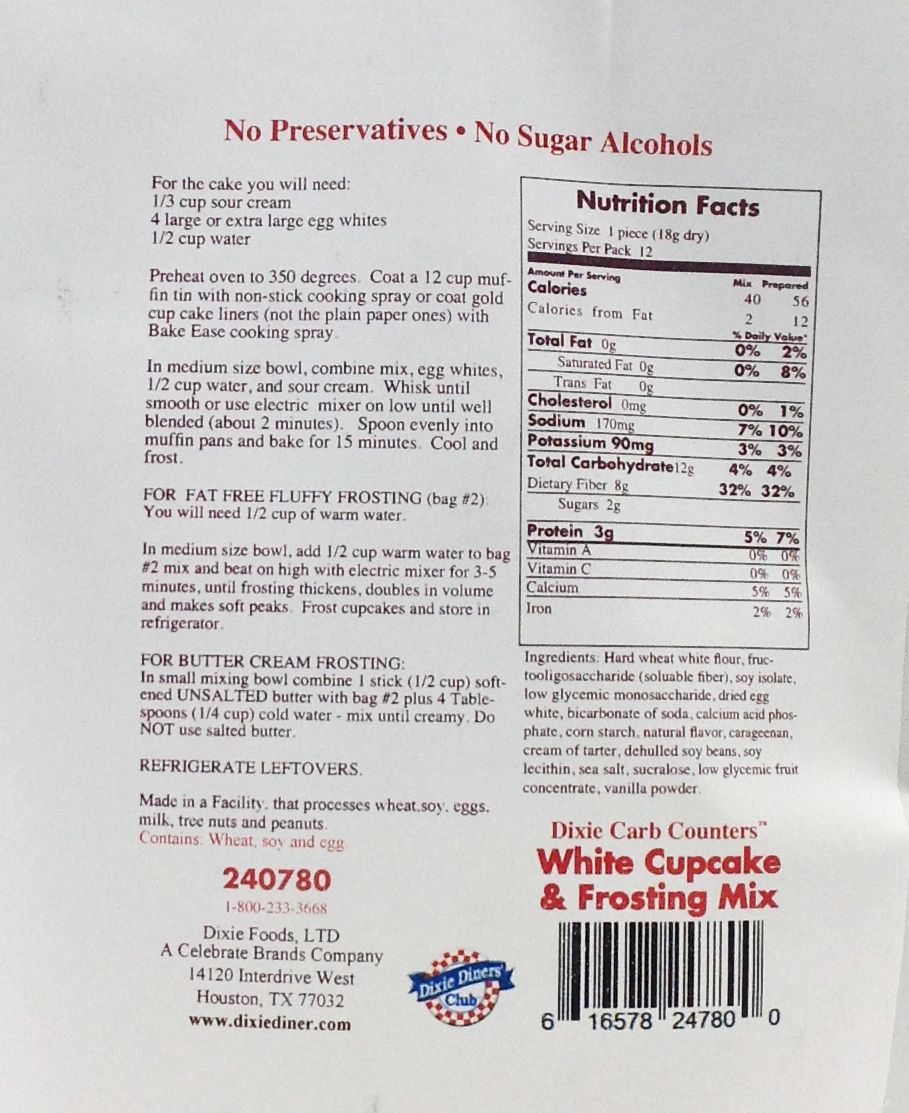 No Preservatives • No Sugar Alcohols
For the cake you will need:
1/3 cup sour cream
4 large or extra large egg whites
1/2 cup water
Preheat oven to 350 degrees. Coat a 12 cup muf-
fin tin with non-stick cooking spray or coat gold
cup cake liners (not the plain paper ones) with
Bake Ease cooking spray.
In medium size bowl, combine mix, egg whites,
1/2 cup water, and sour cream. Whisk until
smooth or use electric mixer on low until well
blended (about 2 minutes). Spoon evenly into
muffin pans and bake for 15 minutes. Cool and
frost.
FOR FAT FREE FLUFFY FROSTING (bag #2):
You will need 1/2 cup of warm water.
In medium size bowl, add 1/2 cup warm water to bag
#2 mix and beat on high with electric mixer for 3-5
minutes, until frosting thickens, doubles in volume
and makes soft peaks. Frost cupcakes and store in
refrigerator.
FOR BUTTER CREAM FROSTING:
In small mixing bowl combine 1 stick (1/2 cup) soft-
ened UNSALTED butter with bag #2 plus 4 Table-
spoons (1/4 cup) cold water - mix until creamy. Do
NOT use salted butter.
REFRIGERATE LEFTOVERS.
Made in a Facility, that processes wheat,soy, eggs,
milk, tree nuts and peanuts.
Contains: Wheat, soy and egg.
240780
1-800-233-3668
Dixie Foods, LTD
A Celebrate Brands Company
14120 Interdrive West
Houston, TX 77032
www.dixiediner.com
Dixie Diners'
Club
Nutrition Facts
Serving Size 1 piece (18g dry)
Servings Per Pack 12
Amount Per Serving Mix Prepared
Calories 40 56
Calories from Fat 2 12
% Daily Value*
Total Fat 0g 0% 2%
Saturated Fat 0g 0% 8%
Trans Fat 0g
Cholesterol 0mg 0% 1%
Sodium 170mg 7% 10%
Potassium 90mg 3% 3%
Total Carbohydrate 12g 4% 4%
Dietary Fiber 8g 32% 32%
Sugars 2g
Protein 3g 5% 7%
Vitamin A 0% 0%
Vitamin C 0% 0%
Calcium 5% 5%
Iron 2% 2%
Ingredients: Hard wheat white flour, fruc-
tooligosaccharide (soluable fiber), soy isolate,
low glycemic monosaccharide, dried egg
white, bicarbonate of soda, calcium acid phos-
phate, corn starch, natural flavor, carageenan,
cream of tarter, dehulled soy beans, soy
lecithin, sea salt, sucralose, low glycemic fruit
concentrate, vanilla powder.
Dixie Carb Counters™
White Cupcake
& Frosting Mix
6 16578 24780 0